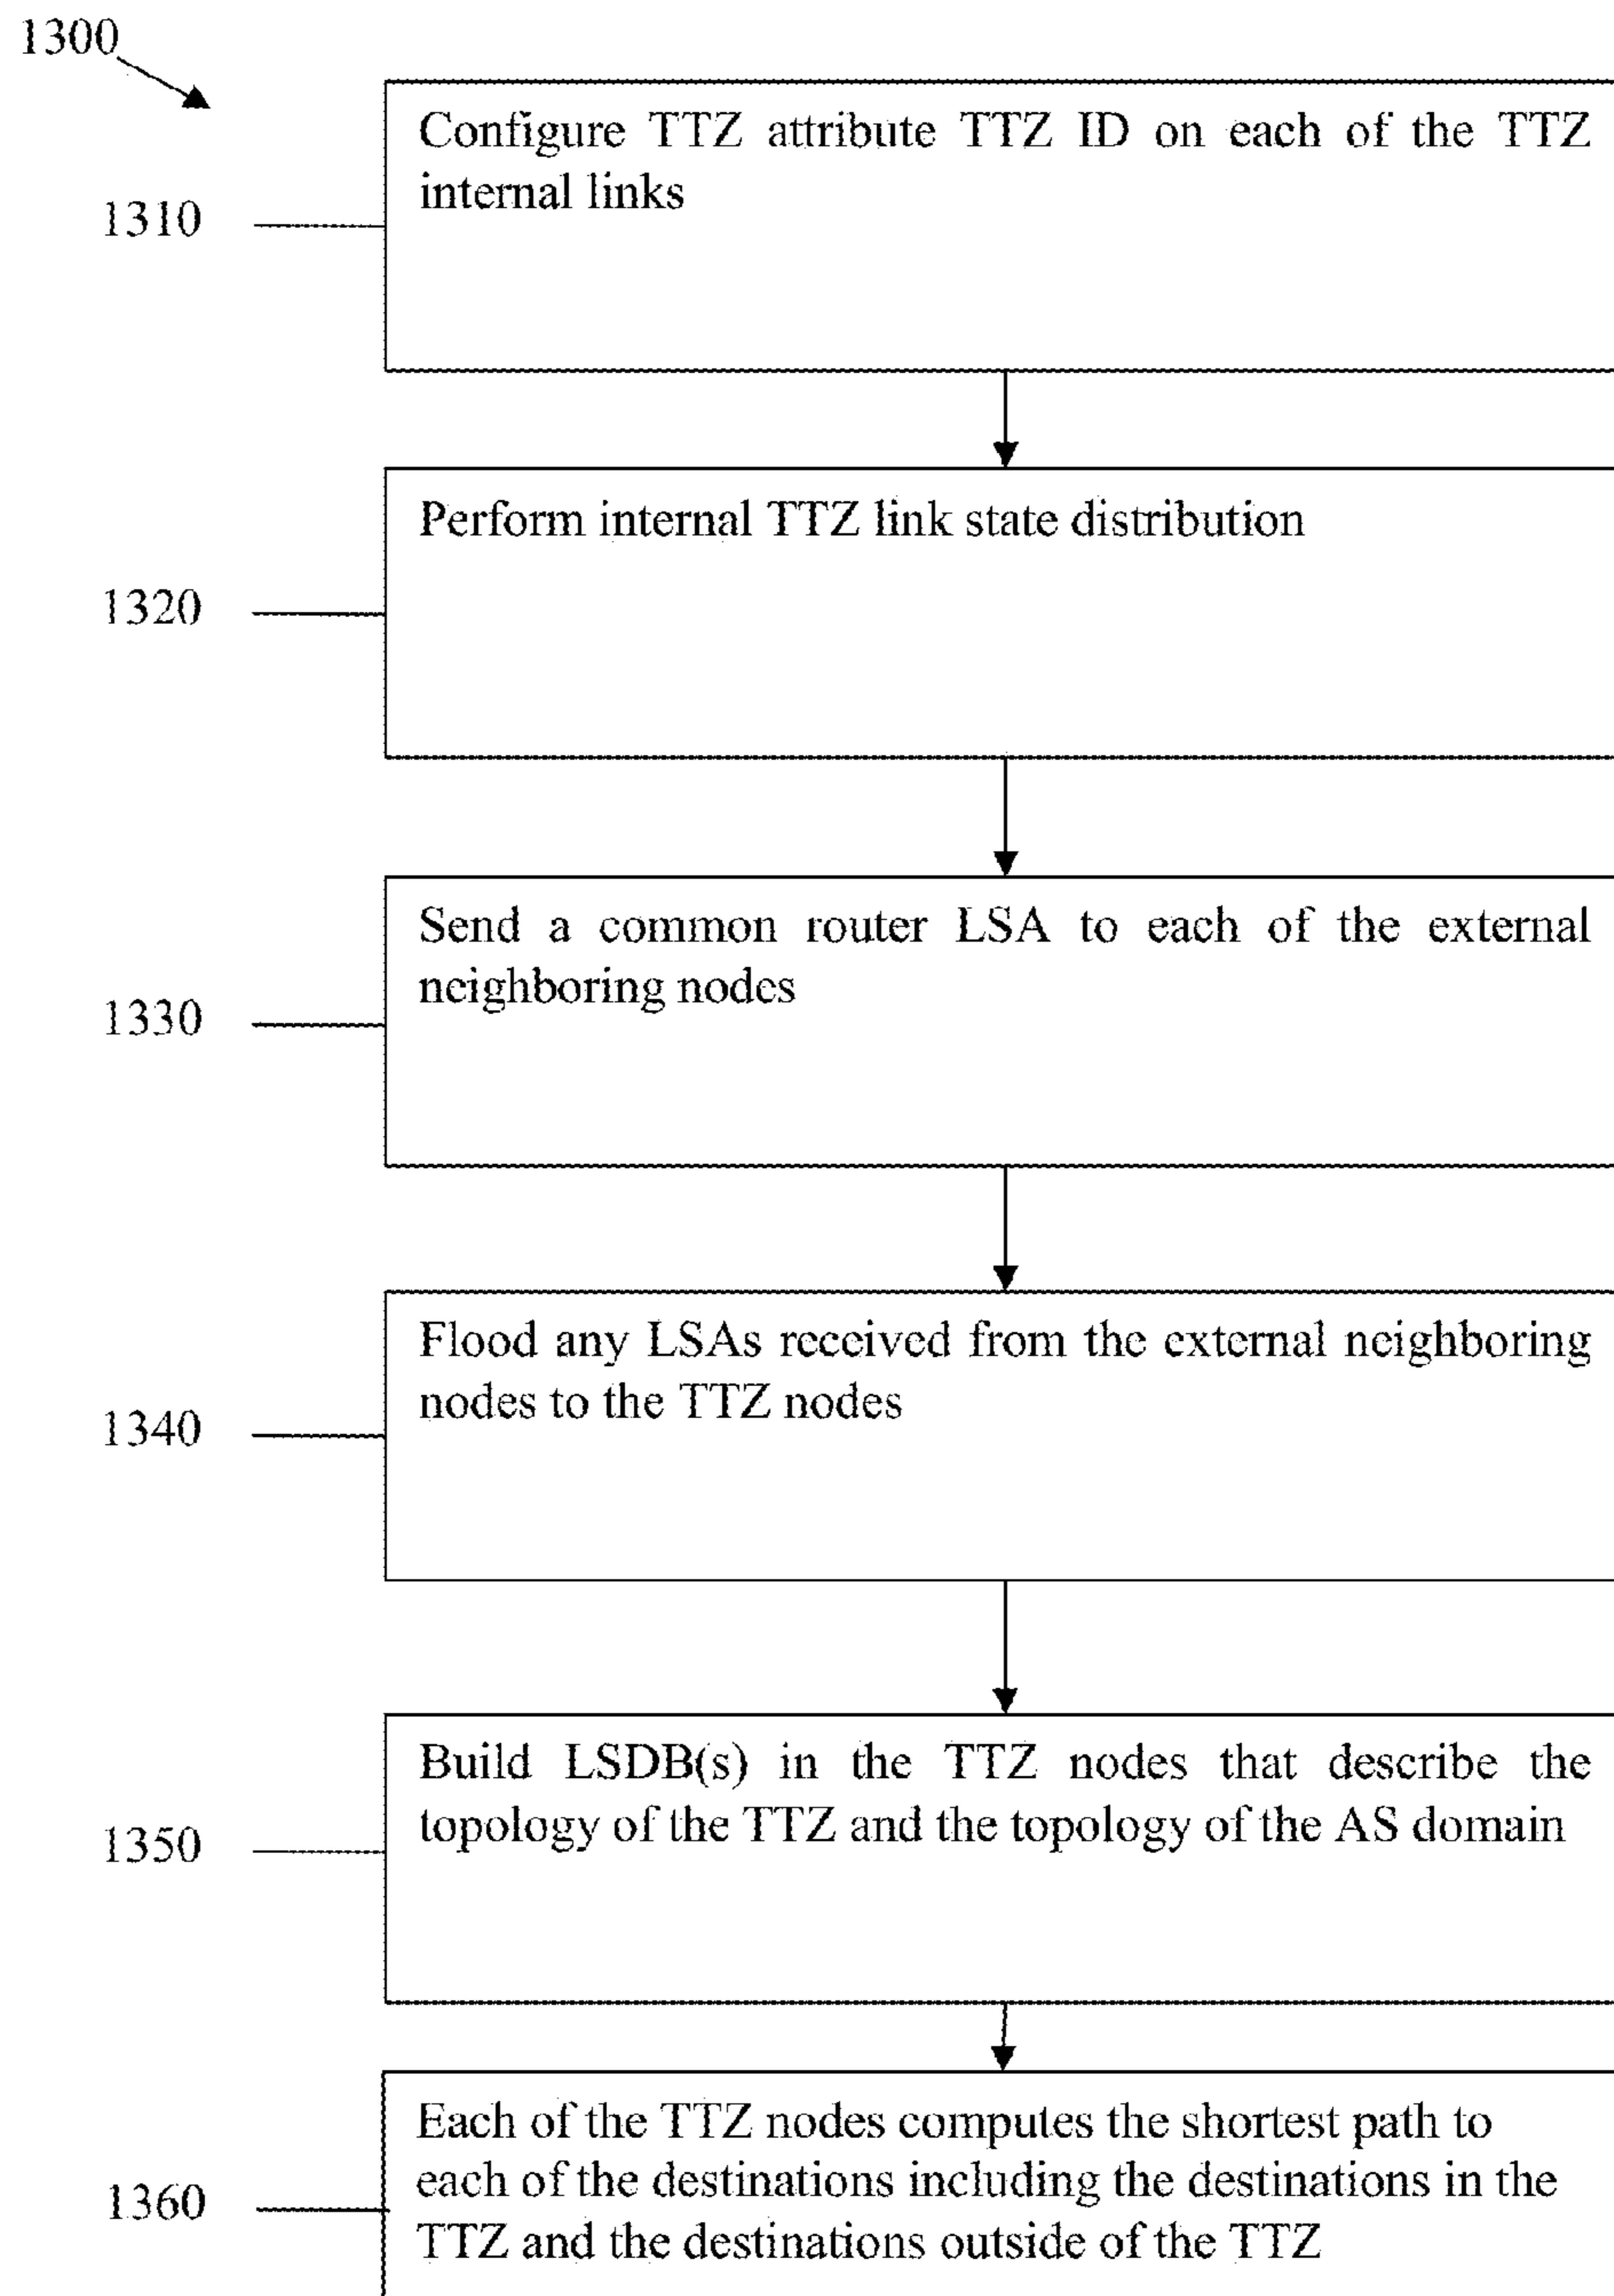 1300
Configure TTZ attribute TTZ ID on each of the TTZ
internal links
1310
Perform internal TTZ link state distribution
1320
Send a common router LSA to each of the external
neighboring nodes
1330
Flood any LSAs received from the external neighboring
nodes to the TTZ nodes
1340
Build LSDB(s) in the TTZ nodes that describe the
topology of the TTZ and the topology of the AS domain
1350
Each of the TTZ nodes computes the shortest path to
each of the destinations including the destinations in the
1360
TTZ and the destinations outside of the TTZ